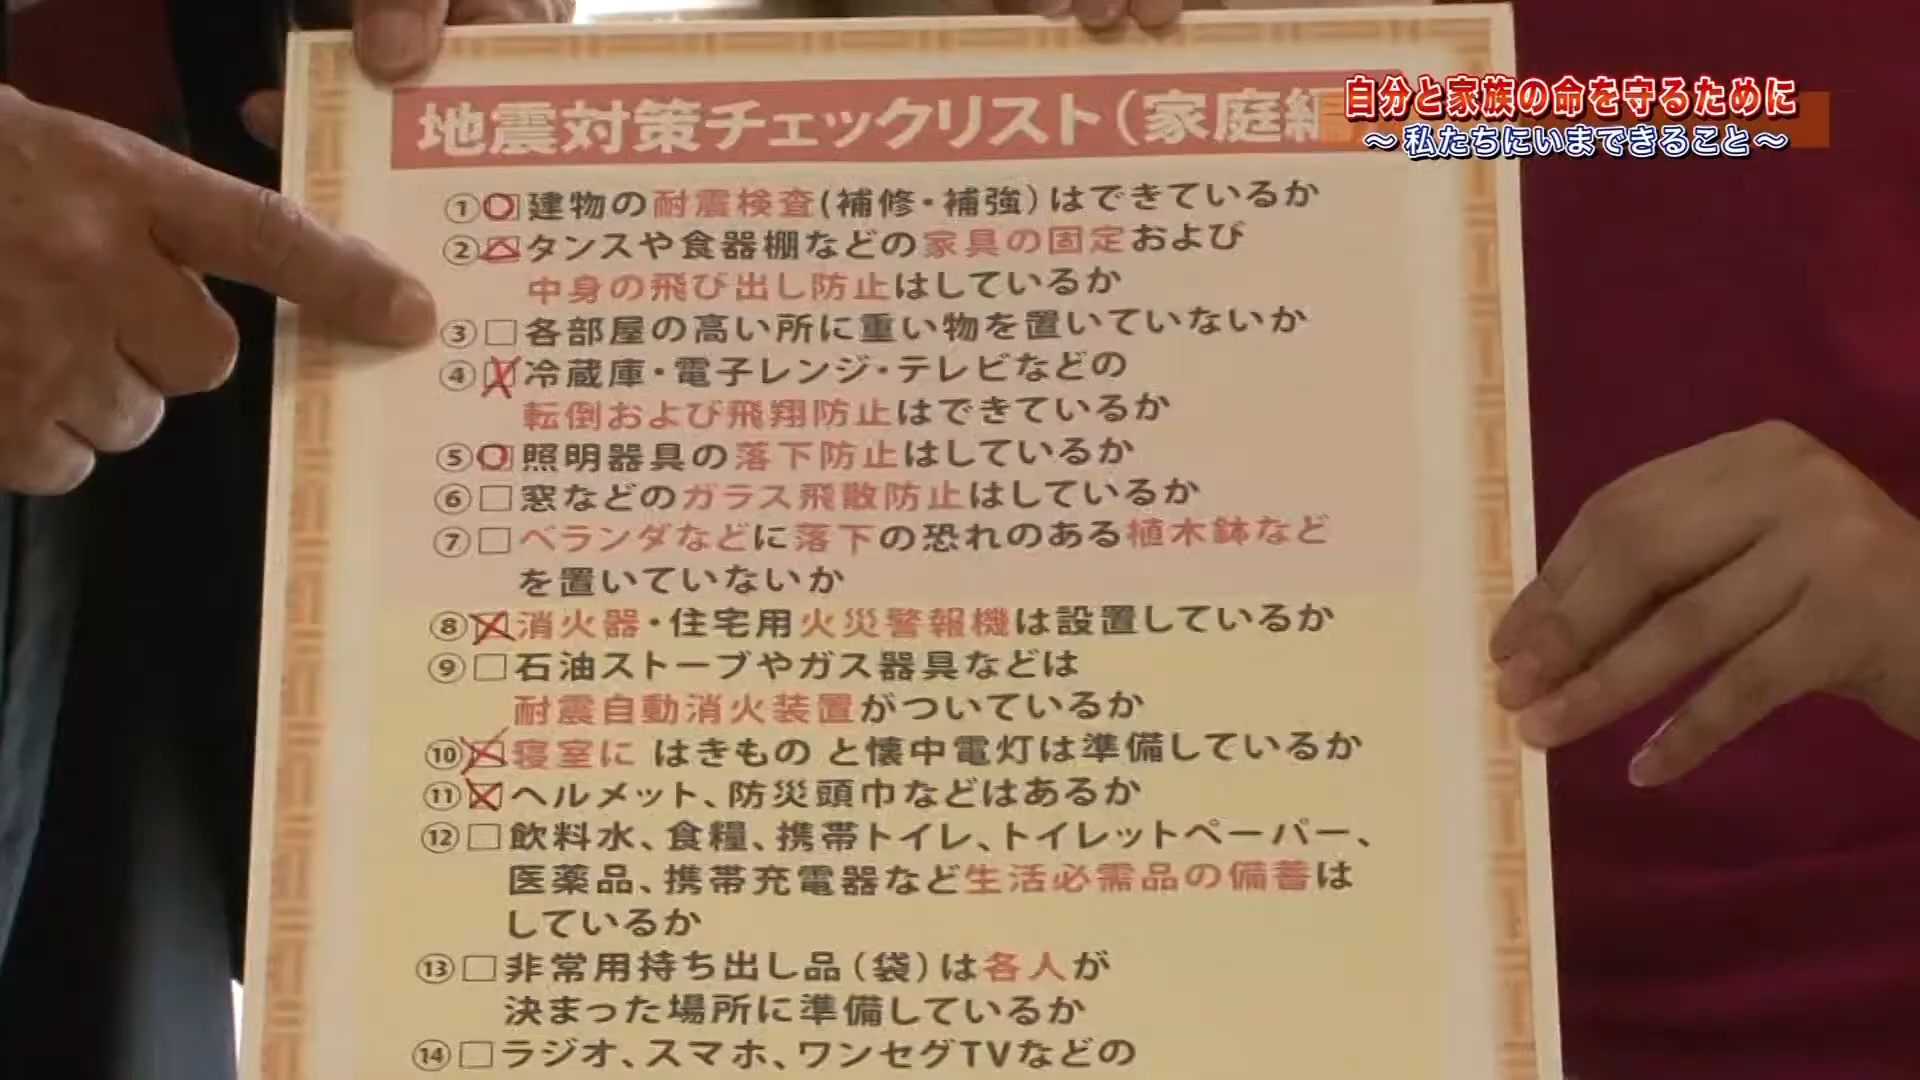 地震対策チェックリスト(家庭編
自分と家族の命を守るために
～私たちにいまできること～
①□建物の耐震検査(補修・補強)はできているか
②□タンスや食器棚などの家具の固定および
中身の飛び出し防止はしているか
③□各部屋の高い所に重い物を置いていないか
④□冷蔵庫・電子レンジ・テレビなどの
転倒および飛翔防止はできているか
⑤□照明器具の落下防止はしているか
⑥□窓などのガラス飛散防止はしているか
⑦□ベランダなどに落下の恐れのある植木鉢など
を置いていないか
⑧□消火器・住宅用火災警報機は設置しているか
⑨□石油ストーブやガス器具などは
耐震自動消火装置がついているか
⑩□寝室に はきもの と懐中電灯は準備しているか
⑪□ヘルメット、防災頭巾などはあるか
⑫□飲料水、食糧、携帯トイレ、トイレットペーパー、
医薬品、携帯充電器など生活必需品の備蓄は
しているか
⑬□非常用持ち出し品(袋)は各人が
決まった場所に準備しているか
⑭□ラジオ、スマホ、ワンセグTVなどの